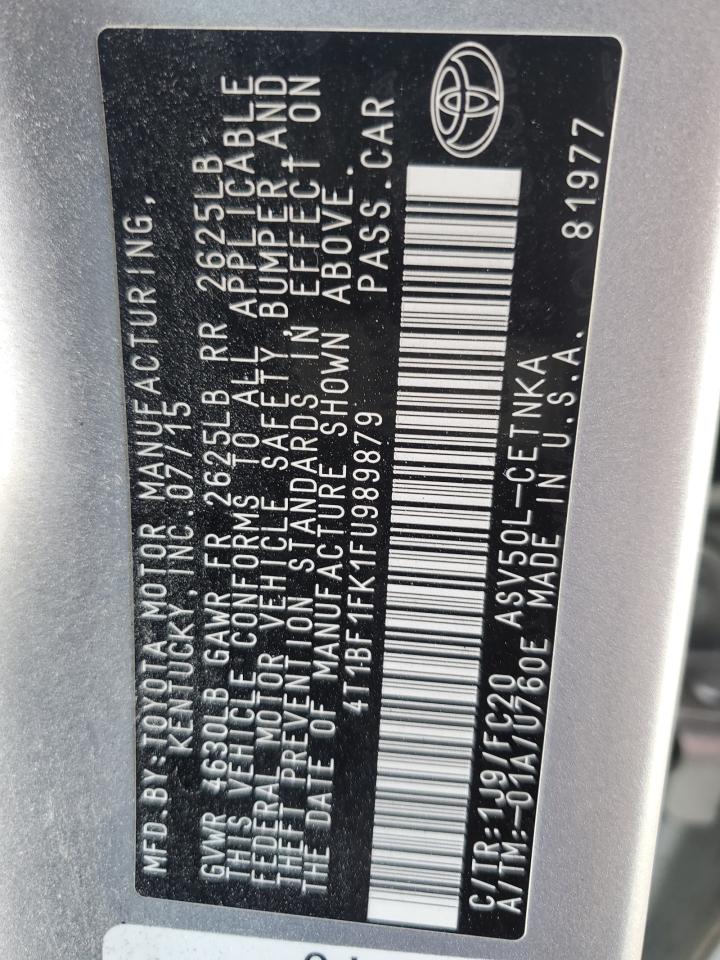 MFD.BY:TOYOTA MOTOR MANUFACTURING,
KENTUCKY,INC.07/15
GVWR 4630LB GAWR FR 2625LB RR 2625LB
THIS VEHICLE CONFORMS TO ALL APPLICABLE
FEDERAL MOTOR VEHICLE SAFETY,BUMPER,AND
THEFT PREVENTION STANDARDS IN EFFECT ON
THE DATE OF MANUFACTURE SHOWN ABOVE.
4T1BF1FK1FU989879 PASS.CAR
C/TR:1J9/FC20 ASV50L-CETNKA
A/TM:-01A/U760E MADE IN U.S.A. 81977